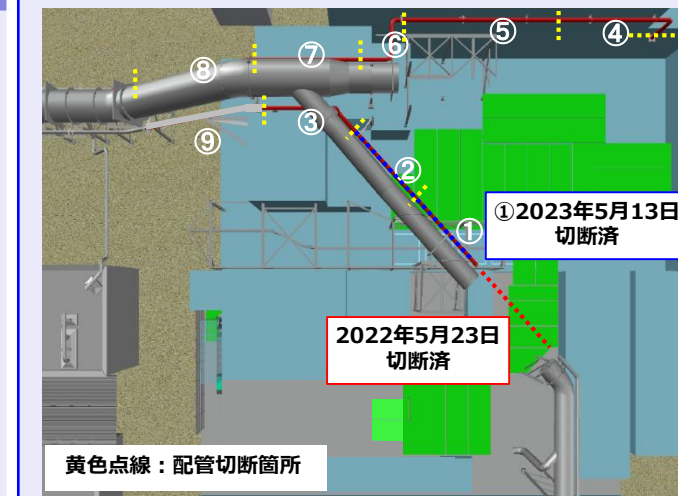 ⑦
⑥
⑤
④
⑧
③
⑨
②
①
①2023年5月13日
切断済
2022年5月23日
切断済
黄色点線：配管切断箇所